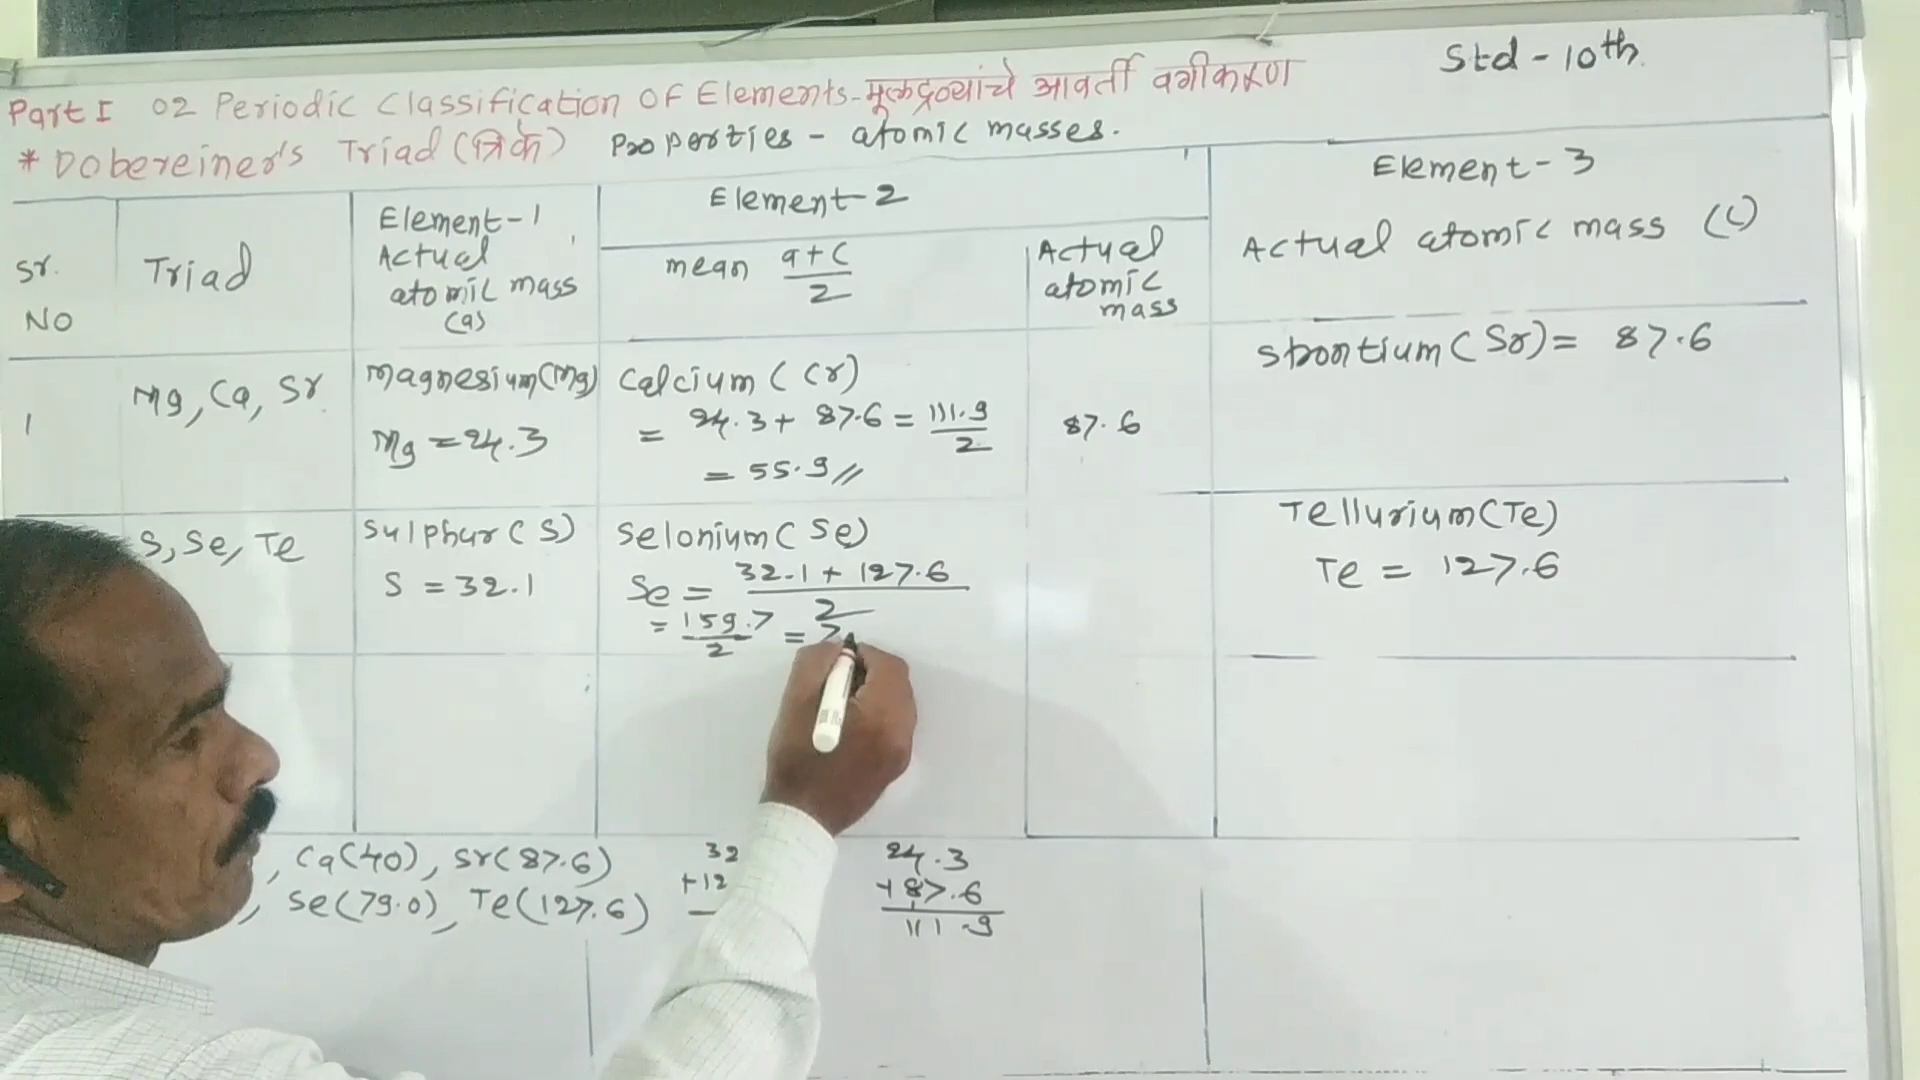 Std - 10th.
Part I 02 Periodic Classification Of Elements - मूलद्रव्यांचे आवर्ती वर्गीकरण
* Dobereiner's Triad (त्रिके) Properties - atomic masses.
Sr. No
Triad
Element-1 Actual atomic mass (a)
Element-2
mean a+c/2
Actual atomic mass
Element-3
Actual atomic mass (c)
1
Mg, Ca, Sr
Magnesium(Mg)
Mg = 24.3
Calcium ( Cr)
= 24.3 + 87.6 = 111.9/2
= 55.9 //
87.6
Strontium ( Sr) = 87.6
S, Se, Te
Sulphur ( S)
S = 32.1
Selonium ( Se)
Se = 32.1 + 127.6/2
= 159.7/2 =
Tellurium(Te)
Te = 127.6
, Ca(40), Sr( 87.6)
, Se(79.0), Te(127.6)
32
+12
24.3
+87.6
111.9